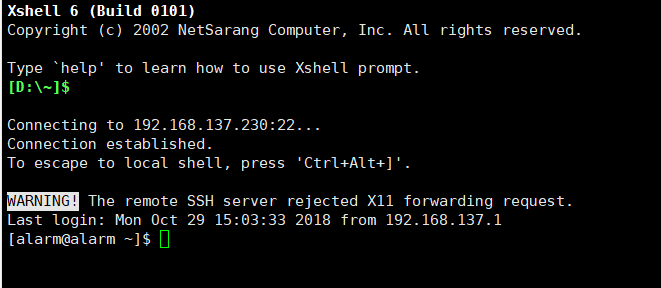 Xshell 6 (Build 0101)
Copyright (c) 2002 NetSarang Computer, Inc. All rights reserved.
Type `help' to learn how to use Xshell prompt.
[D:\~]$
Connecting to 192.168.137.230:22...
Connection established.
To escape to local shell, press 'Ctrl+Alt+]'.
WARNING! The remote SSH server rejected X11 forwarding request.
Last login: Mon Oct 29 15:03:33 2018 from 192.168.137.1
[alarm@alarm ~]$